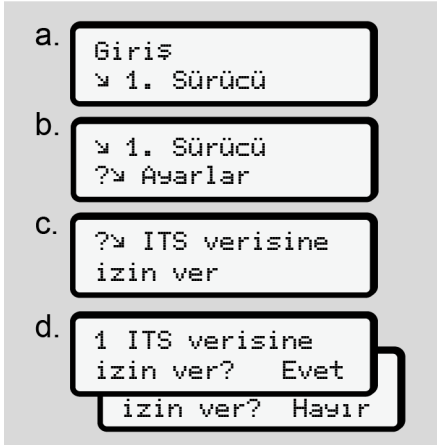 a.
Giriş
↘ 1. Sürücü
b.
↘ 1. Sürücü
?↘ Ayarlar
c.
?↘ ITS verisine
izin ver
d.
1 ITS verisine
izin ver? Evet
izin ver? Hayır